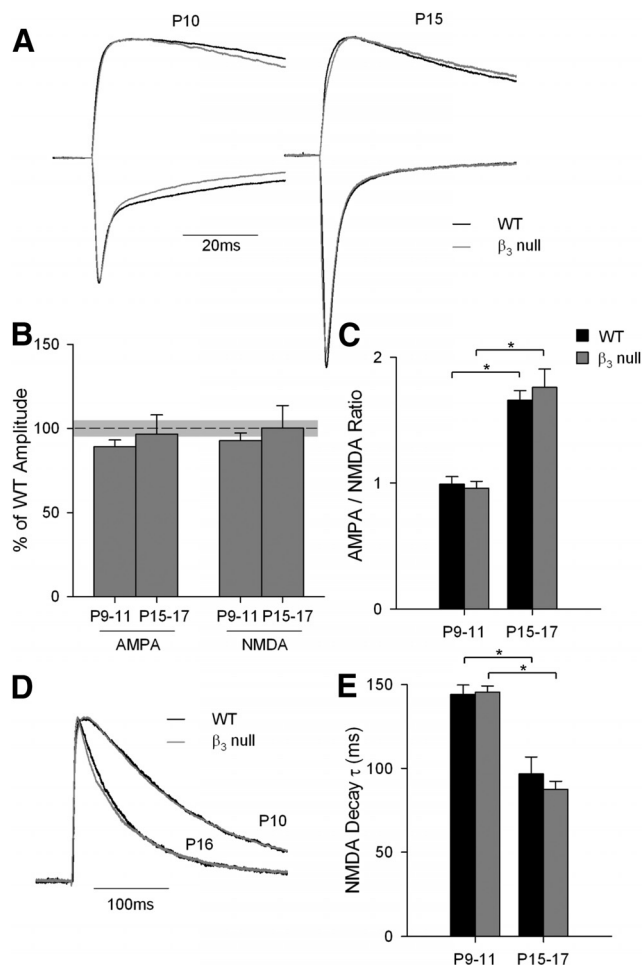 A
P10
P15
WT
β3 null
20ms
B
% of WT Amplitude
150
100
50
0
P9-11 P15-17 P9-11 P15-17
AMPA NMDA
C
WT
β3 null
AMPA / NMDA Ratio
* *
2
1
0
P9-11 P15-17
D
WT
β3 null
P10
P16
100ms
E
* *
NMDA Decay τ (ms)
150
100
50
0
P9-11 P15-17